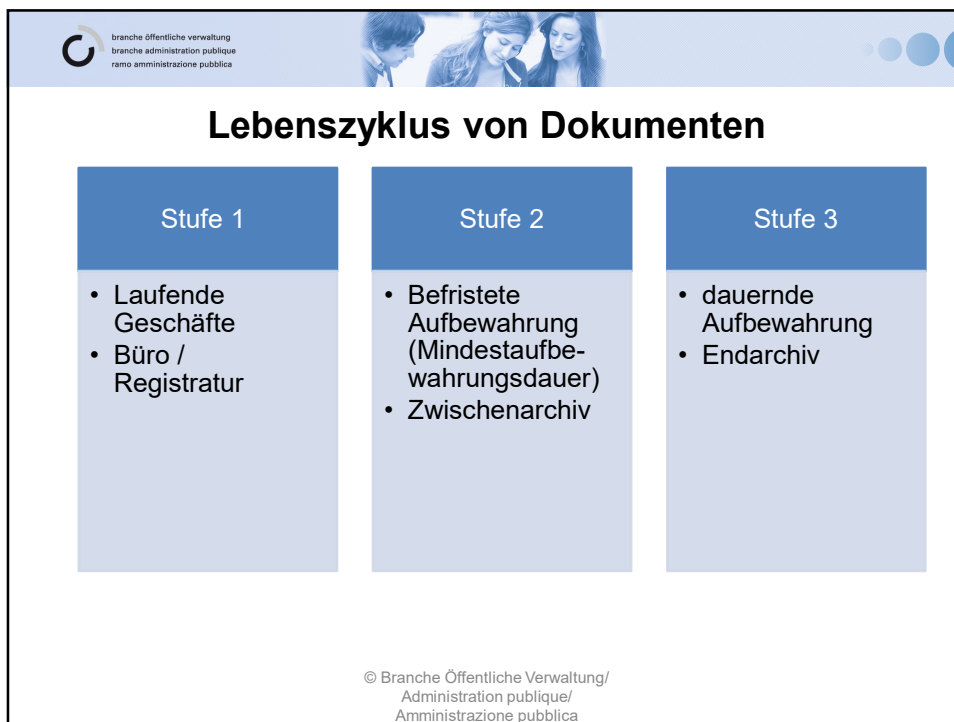 branche öffentliche verwaltung
branche administration publique
ramo amministrazione pubblica
Lebenszyklus von Dokumenten
Stufe 1
• Laufende
Geschäfte
• Büro /
Registratur
Stufe 2
• Befristete
Aufbewahrung
(Mindestaufbe-
wahrungsdauer)
• Zwischenarchiv
Stufe 3
• dauernde
Aufbewahrung
• Endarchiv
© Branche Öffentliche Verwaltung/
Administration publique/
Amministrazione pubblica